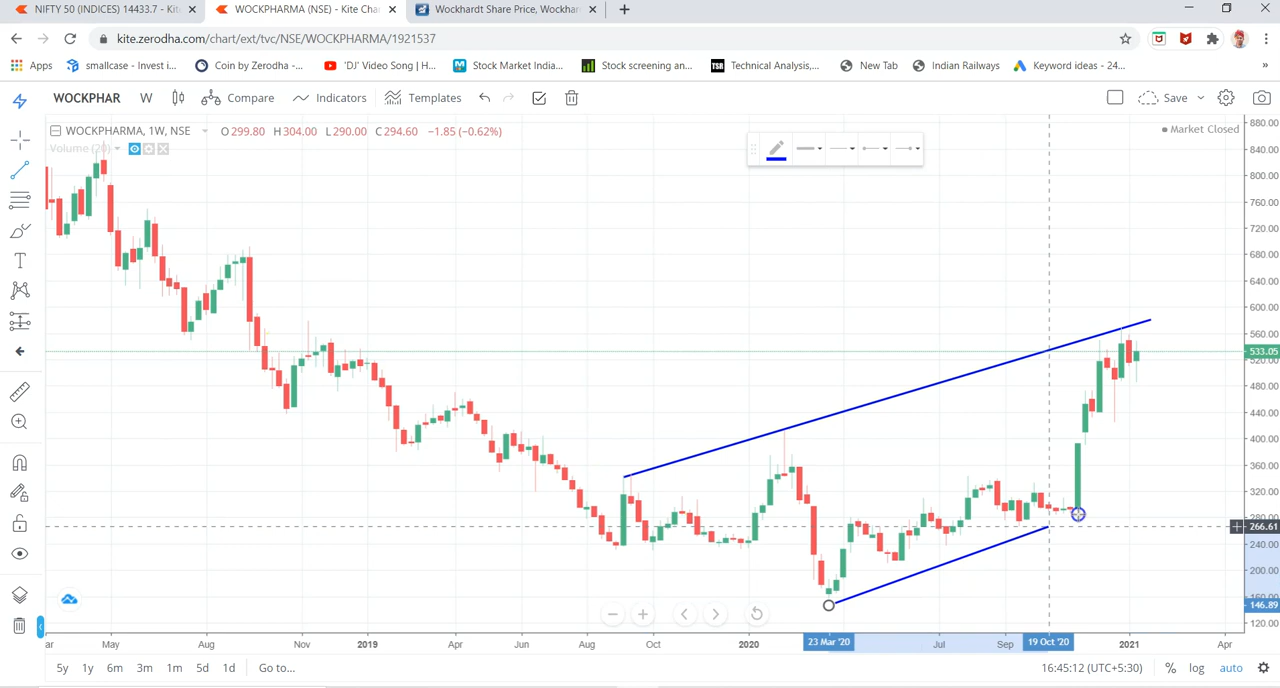 NIFTY 50 (INDICES) 14433.7 - Kit
WOCKPHARMA (NSE) - Kite Cha
Wockhardt Share Price, Wockhar
kite.zerodha.com/chart/ext/tvc/NSE/WOCKPHARMA/1921537
Apps
smallcase - Invest i...
Coin by Zerodha -...
'DJ' Video Song | H...
Stock Market India...
Stock screening an...
TSR
Technical Analysis,...
New Tab
Indian Railways
Keyword ideas - 24...
»
WOCKPHAR
W
Compare
Indicators
Templates
Save
WOCKPHARMA, 1W, NSE
O299.80 H304.00 L290.00 C294.60 −1.85 (−0.62%)
Market Closed
Volume (20)
880.00
840.00
800.00
760.00
720.00
680.00
640.00
600.00
560.00
533.05
520.00
480.00
440.00
400.00
360.00
320.00
280.00
266.61
240.00
200.00
160.00
146.89
120.00
ar
May
Aug
Nov
2019
Apr
Jun
Aug
Oct
2020
23 Mar '20
Jul
Sep
19 Oct '20
2021
Apr
5y 1y 6m 3m 1m 5d 1d Go to...
16:45:12 (UTC+5:30)
% log auto